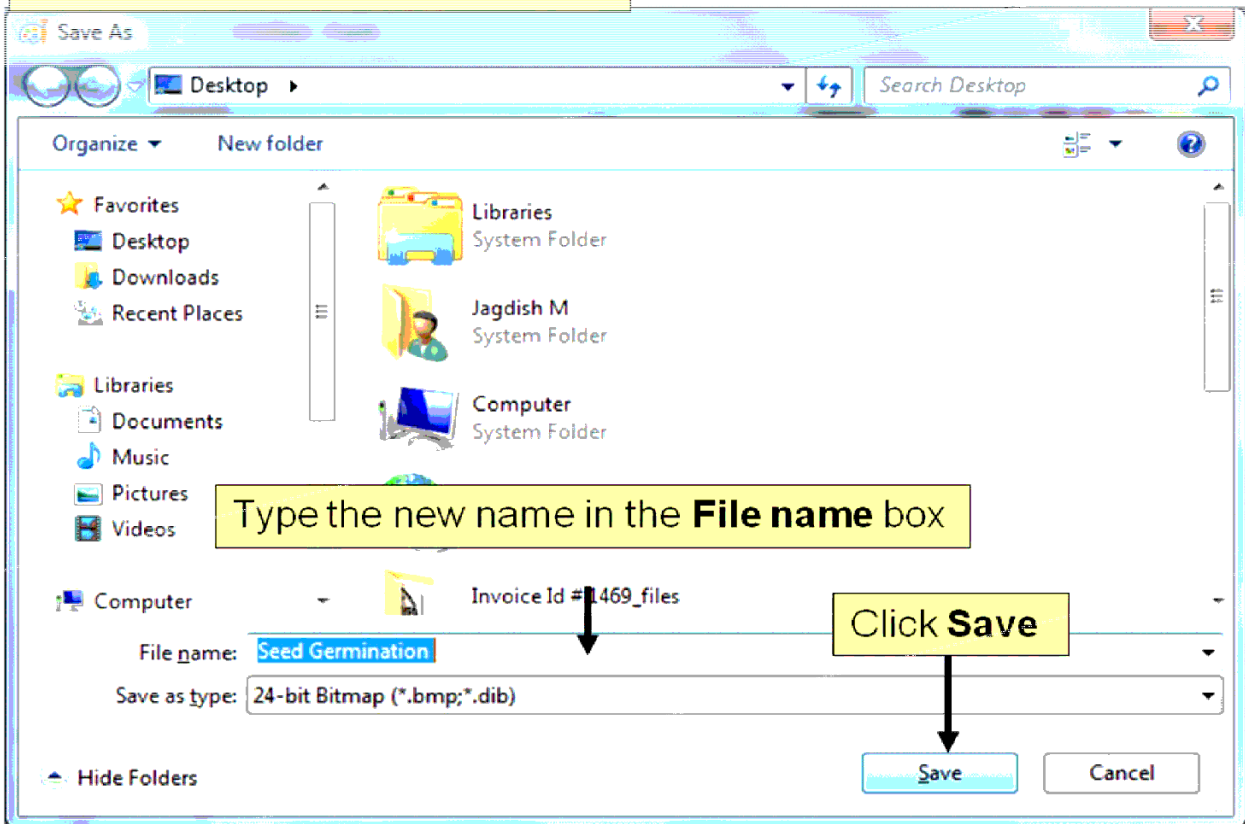 Save As
Desktop
Search Desktop
Organize
New folder
Favorites
Desktop
Downloads
Recent Places
Libraries
Documents
Music
Pictures
Videos
Computer
Libraries
System Folder
Jagdish M
System Folder
Computer
System Folder
Type the new name in the File name box
Invoice Id # 1469_files
Click Save
File name: Seed Germination
Save as type: 24-bit Bitmap (*.bmp;*.dib)
Hide Folders
Save
Cancel